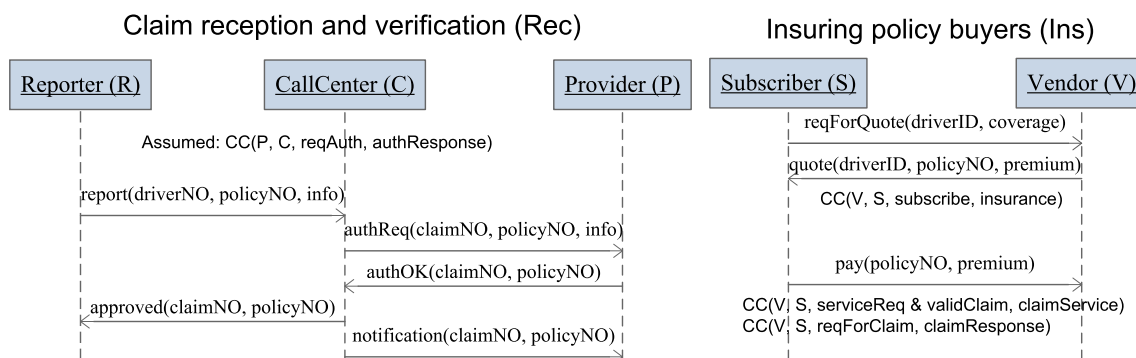 Claim reception and verification (Rec)
Reporter (R)
CallCenter (C)
Provider (P)
Assumed: CC(P, C, reqAuth, authResponse)
report(driverNO, policyNO, info)
authReq(claimNO, policyNO, info)
authOK(claimNO, policyNO)
approved(claimNO, policyNO)
notification(claimNO, policyNO)
Insuring policy buyers (Ins)
Subscriber (S)
Vendor (V)
reqForQuote(driverID, coverage)
quote(driverID, policyNO, premium)
CC(V, S, subscribe, insurance)
pay(policyNO, premium)
CC(V, S, serviceReq & validClaim, claimService)
CC(V, S, reqForClaim, claimResponse)